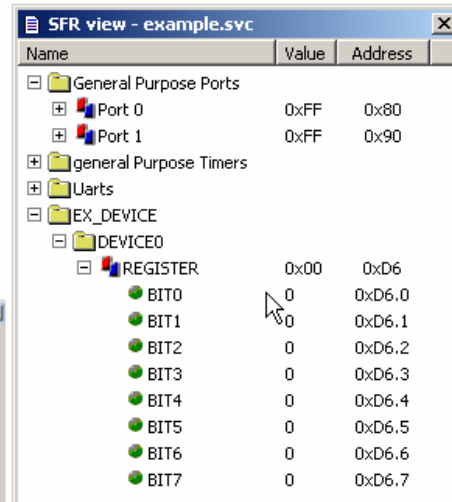 SFR view - example.svc
Name Value Address
General Purpose Ports
Port 0 0xFF 0x80
Port 1 0xFF 0x90
general Purpose Timers
Uarts
EX_DEVICE
DEVICE0
REGISTER 0x00 0xD6
BIT0 0 0xD6.0
BIT1 0 0xD6.1
BIT2 0 0xD6.2
BIT3 0 0xD6.3
BIT4 0 0xD6.4
BIT5 0 0xD6.5
BIT6 0 0xD6.6
BIT7 0 0xD6.7